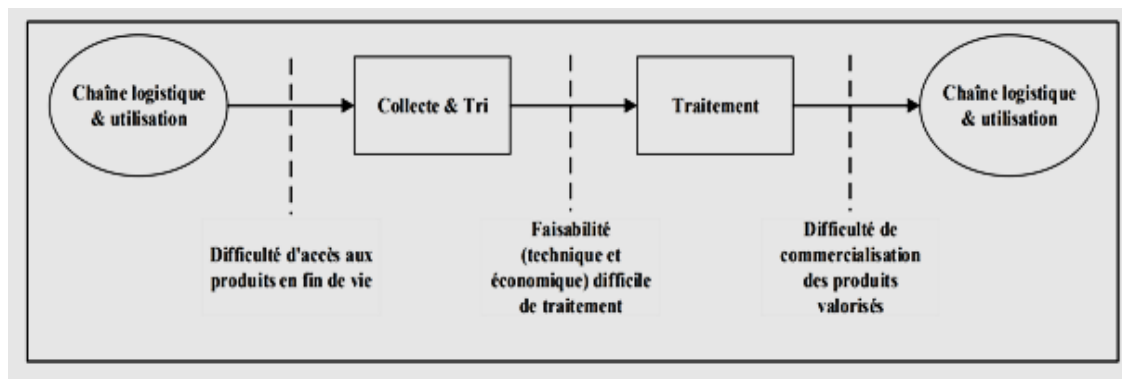 Chaîne logistique
& utilisation
Collecte & Tri
Traitement
Chaîne logistique
& utilisation
Difficulté d'accès aux
produits en fin de vie
Faisabilité
(technique et
économique) difficile
de traitement
Difficulté de
commercialisation
des produits
valorisés